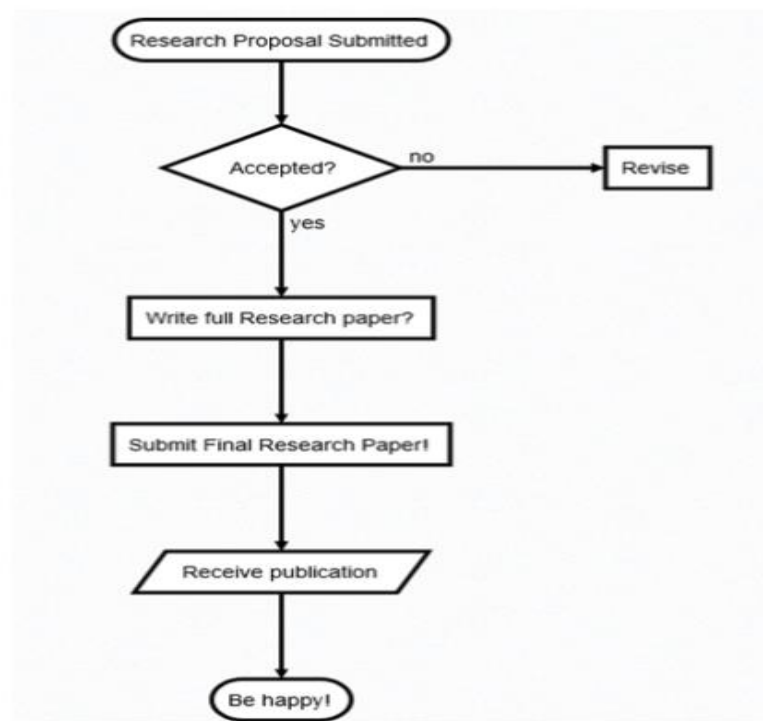 Research Proposal Submitted
Accepted?
no
Revise
yes
Write full Research paper?
Submit Final Research Paper!
Receive publication
Be happy!